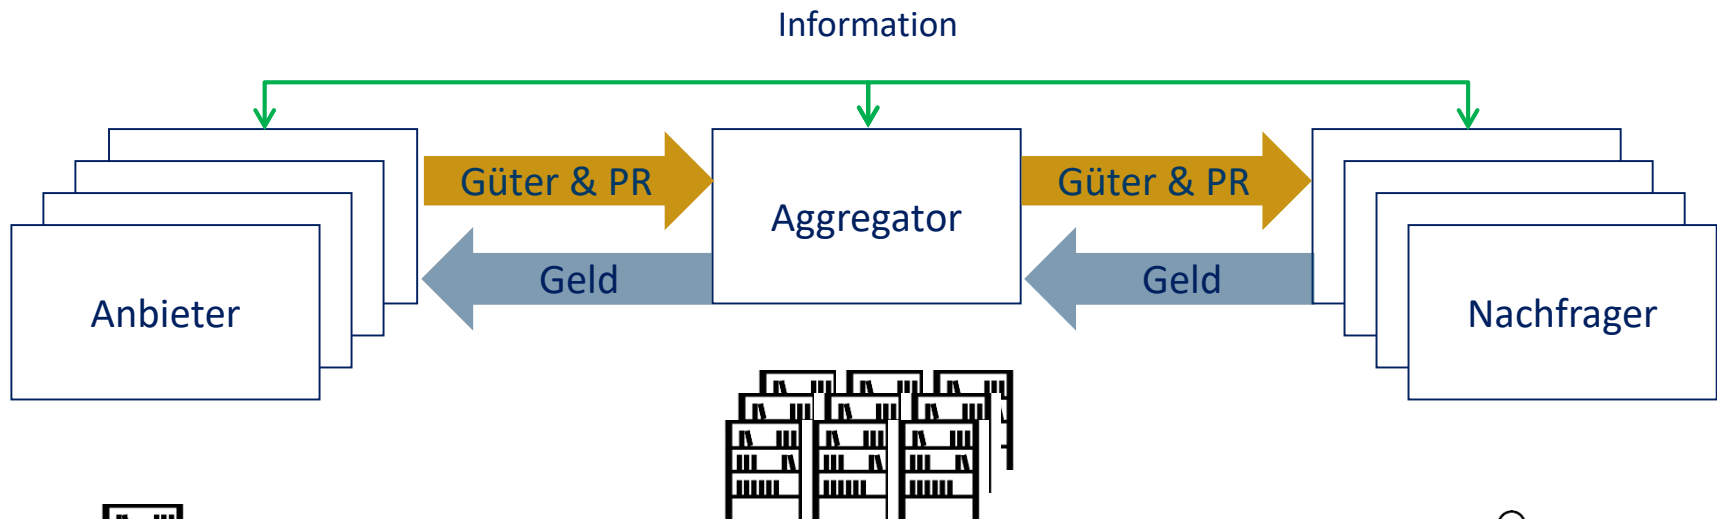 Information
Güter & PR
Güter & PR
Aggregator
Geld
Geld
Anbieter
Nachfrager